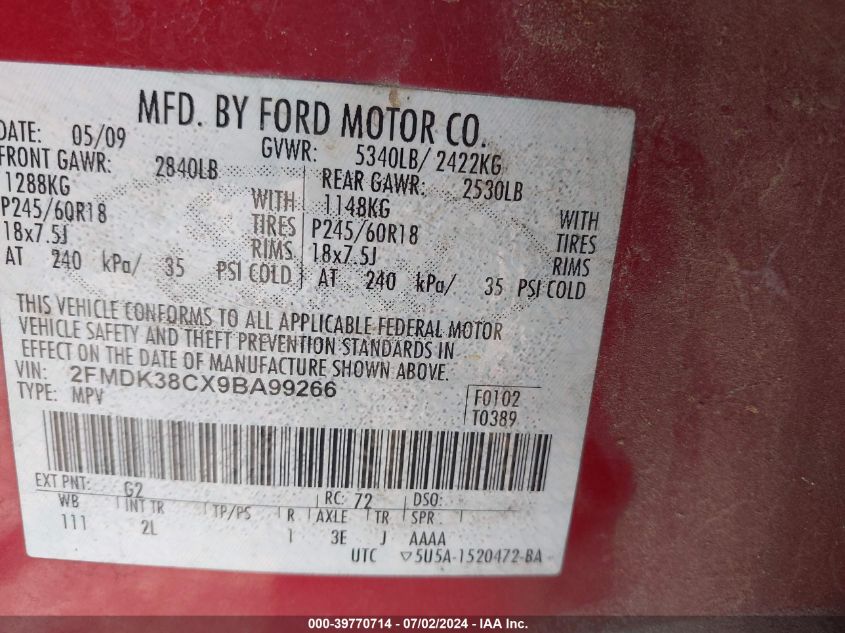 MFD. BY FORD MOTOR CO.
DATE: 05/09 GVWR: 5340LB/ 2422KG
FRONT GAWR: 2840LB REAR GAWR: 2530LB
1288KG WITH 1148KG WITH
P245/60R18 TIRES P245/60R18 TIRES
18x7.5J RIMS 18x7.5J RIMS
AT 240 kPa/ 35 PSI COLD AT 240 kPa/ 35 PSI COLD
THIS VEHICLE CONFORMS TO ALL APPLICABLE FEDERAL MOTOR
VEHICLE SAFETY AND THEFT PREVENTION STANDARDS IN
EFFECT ON THE DATE OF MANUFACTURE SHOWN ABOVE.
VIN: 2FMDK38CX9BA99266 F0102
TYPE: MPV T0389
EXT PNT: G2 RC: 72 DSO:
WB INT TR TP/PS R AXLE TR SPR
111 2L 1 3E J AAAA
UTC ▽5U5A-1520472-BA
000-39770714 - 07/02/2024 - IAA Inc.